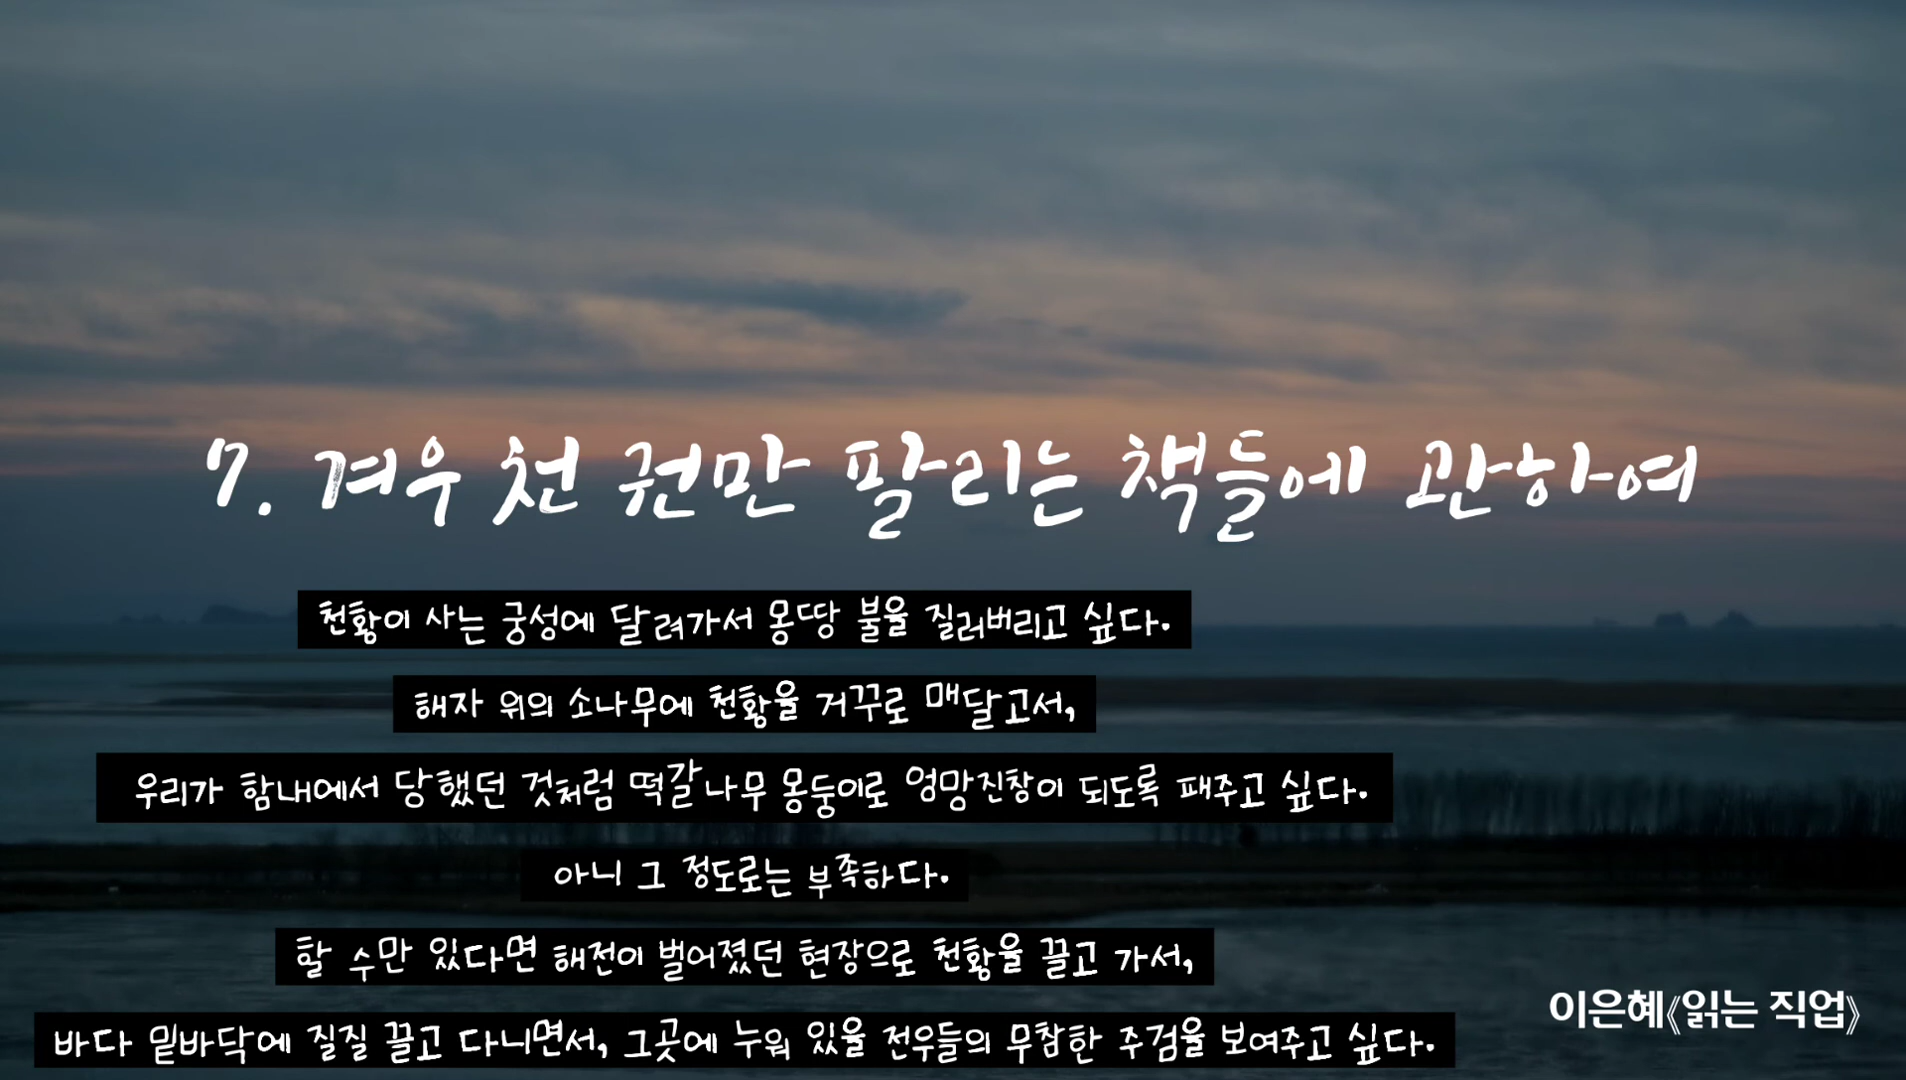 7. 겨우 천 권만 팔리는 책들에 관하여
천황이 사는 궁성에 달려가서 몽땅 불을 질러버리고 싶다.
해자 위의 소나무에 천황을 거꾸로 매달고서,
우리가 함내에서 당했던 것처럼 떡갈나무 몽둥이로 엉망진창이 되도록 패주고 싶다.
아니 그 정도로는 부족하다.
할 수만 있다면 해전이 벌어졌던 현장으로 천황을 끌고 가서,
바다 밑바닥에 질질 끌고 다니면서, 그곳에 누워 있을 전우들의 무참한 주검을 보여주고 싶다.
이은혜《읽는 직업》